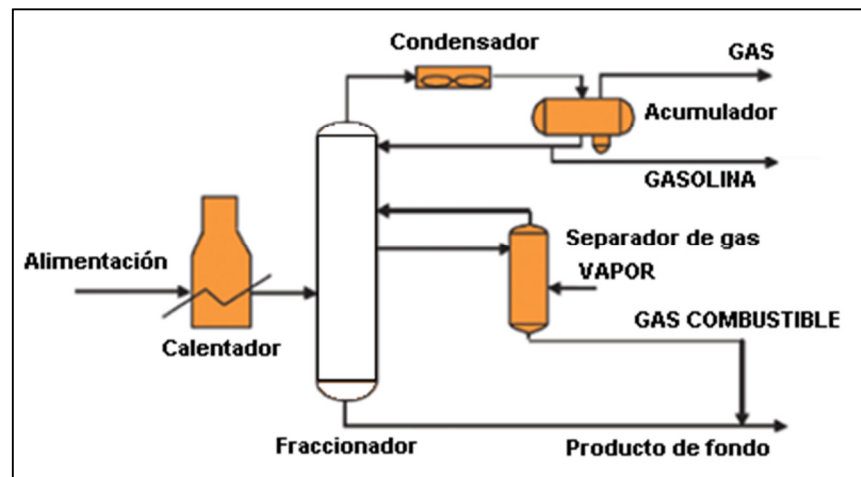 Condensador
GAS
Acumulador
GASOLINA
Alimentación
Separador de gas
VAPOR
GAS COMBUSTIBLE
Calentador
Fraccionador
Producto de fondo